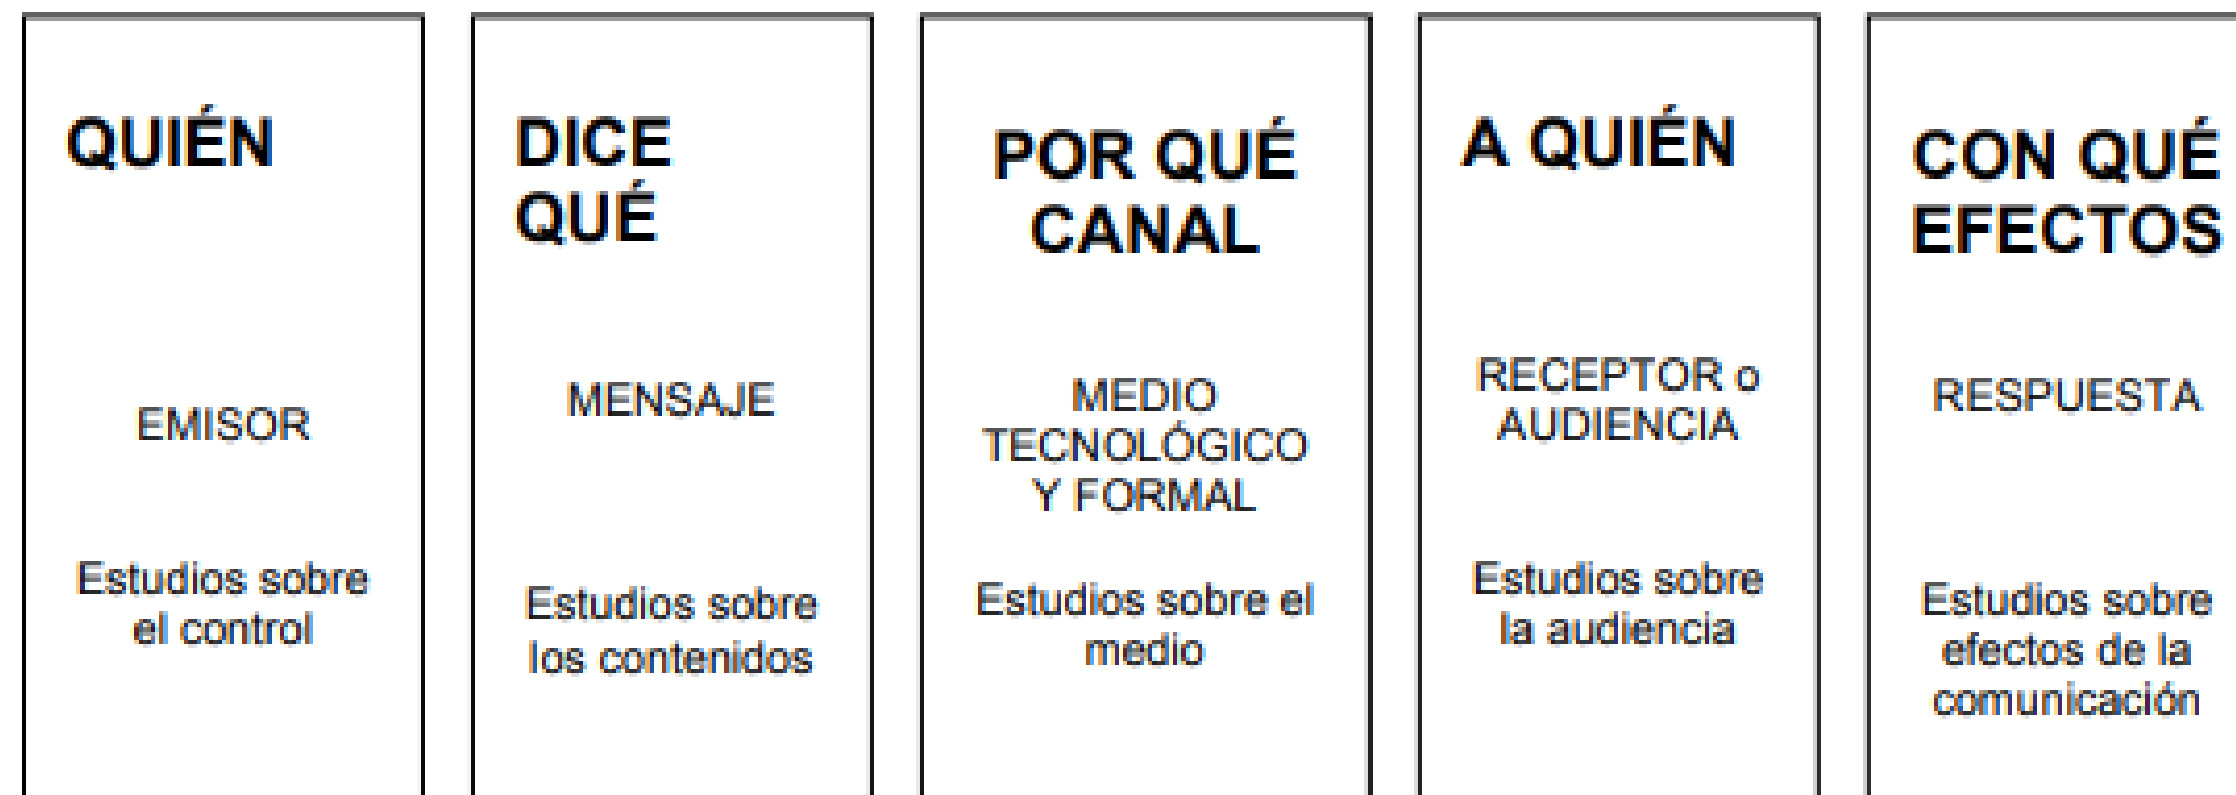 QUIÉN
EMISOR
Estudios sobre
el control
DICE
QUÉ
MENSAJE
Estudios sobre
los contenidos
POR QUÉ
CANAL
MEDIO
TECNOLÓGICO
Y FORMAL
Estudios sobre el
medio
A QUIÉN
RECEPTOR o
AUDIENCIA
Estudios sobre
la audiencia
CON QUÉ
EFECTOS
RESPUESTA
Estudios sobre
efectos de la
comunicación